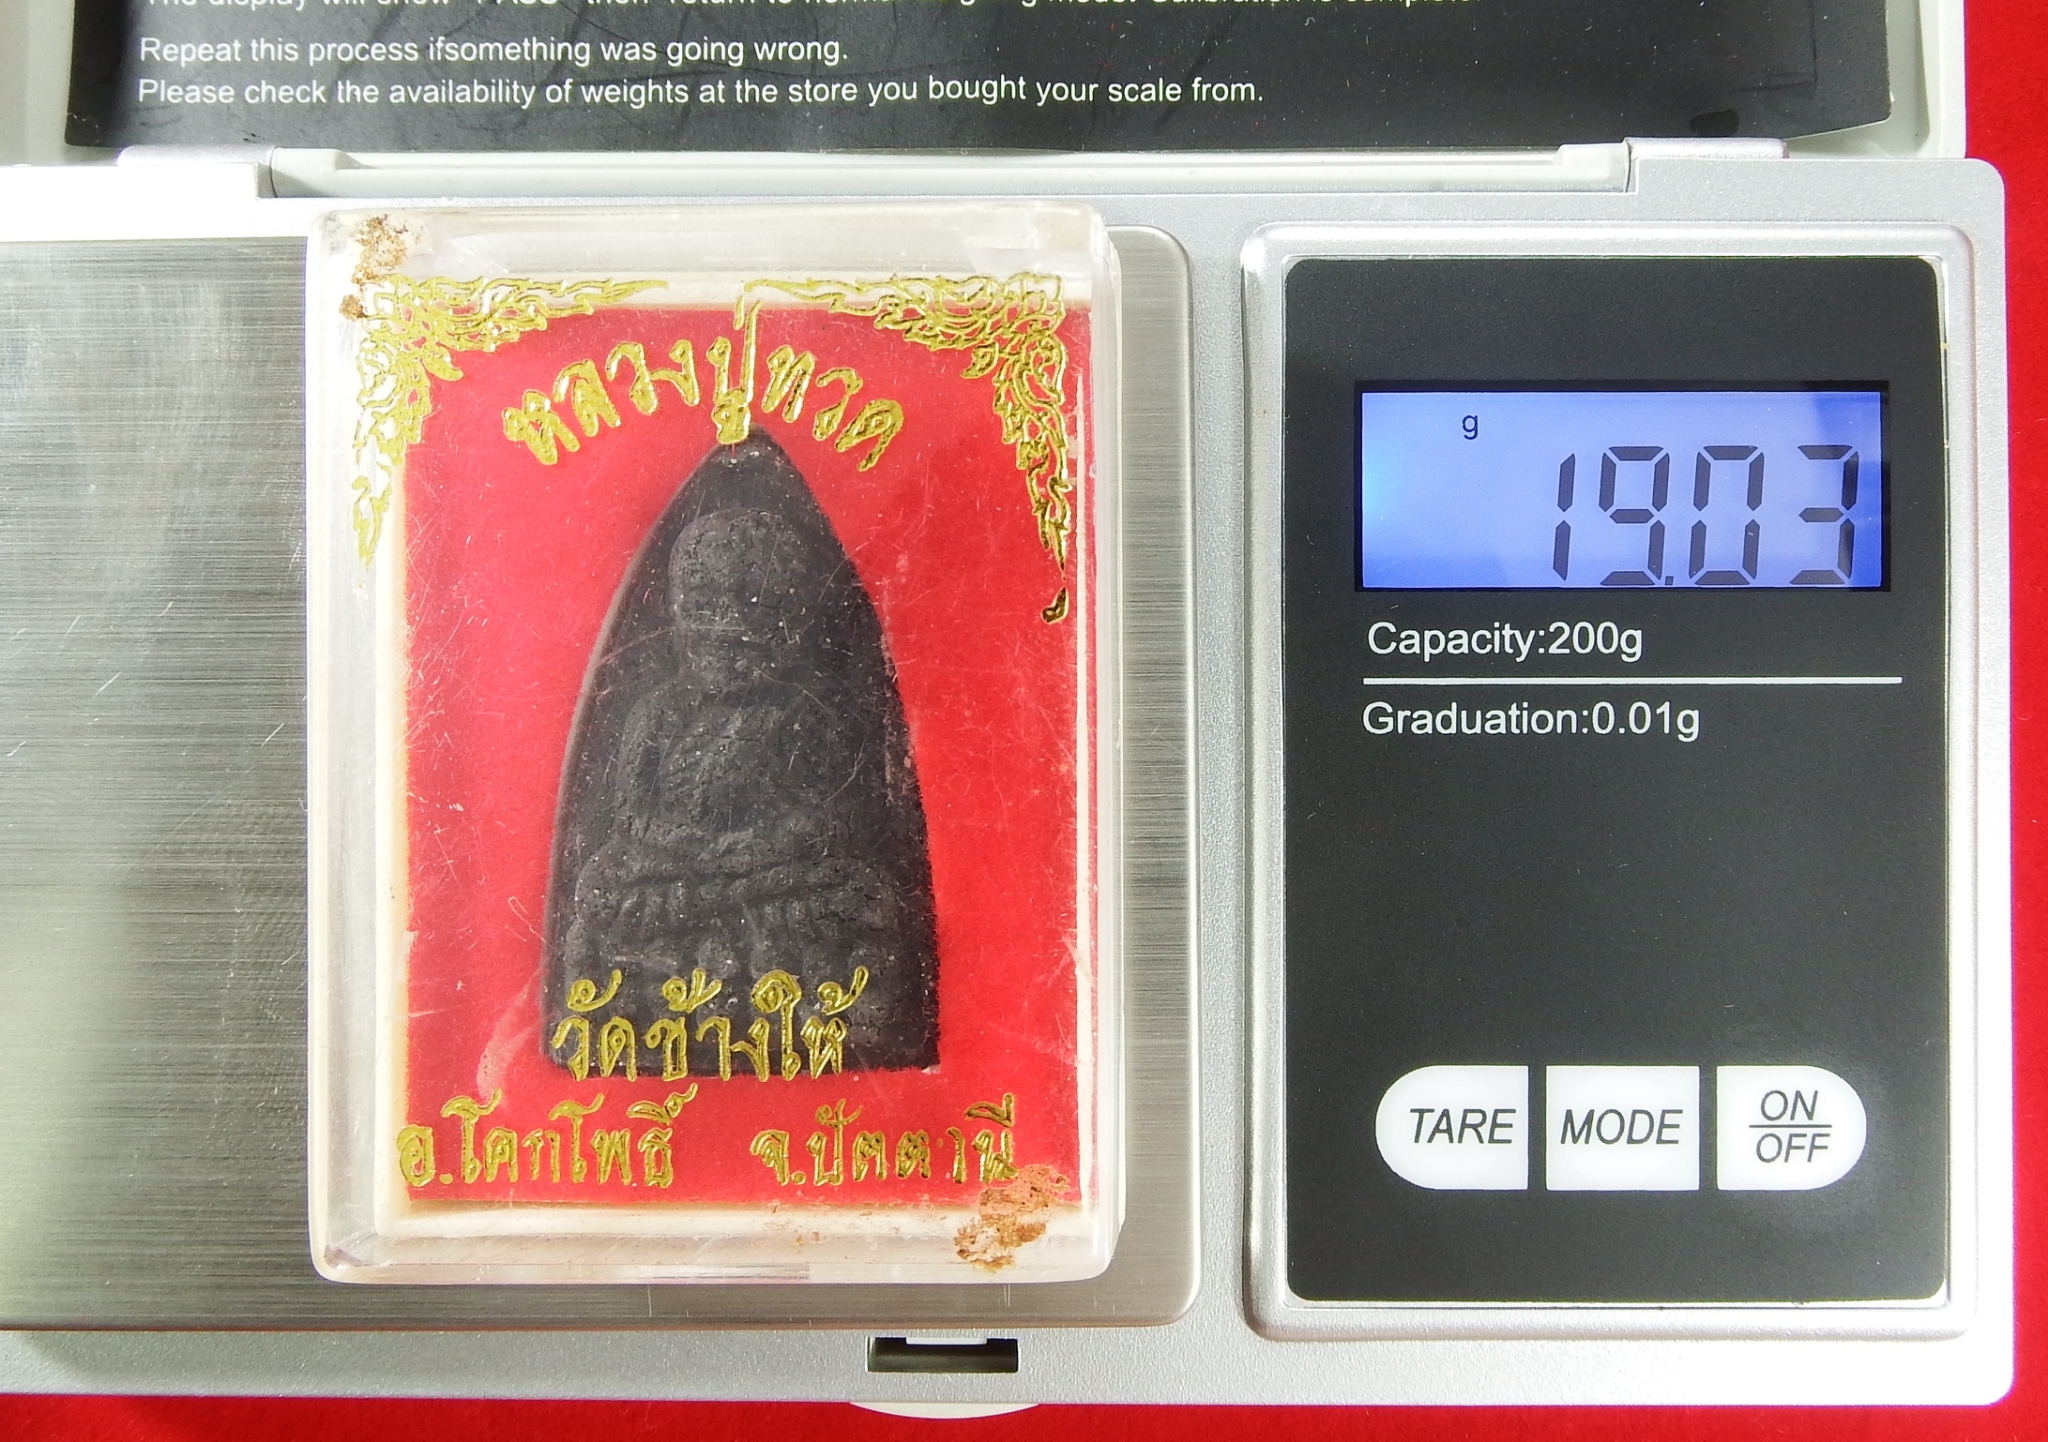 Repeat this process ifsomething was going wrong.
Please check the availability of weights at the store you bought your scale from.
หลวงปู่ทวด
วัดช้างให้
อ.โคกโพธิ์ จ.ปัตตานี
g
19.03
Capacity:200g
Graduation:0.01g
TARE MODE ON
OFF